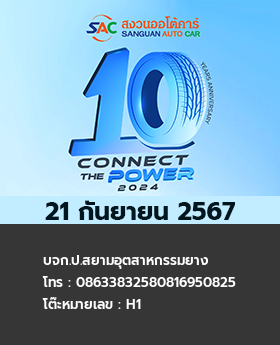 SAC สงวนออโต้คาร์
SANGUAN AUTO CAR
10
YEARS ANNIVERSARY
CONNECT
THE POWER
2024
21 กันยายน 2567
บจก.ป.สยามอุตสาหกรรมยาง
โทร : 08633832580816950825
โต๊ะหมายเลข : H1